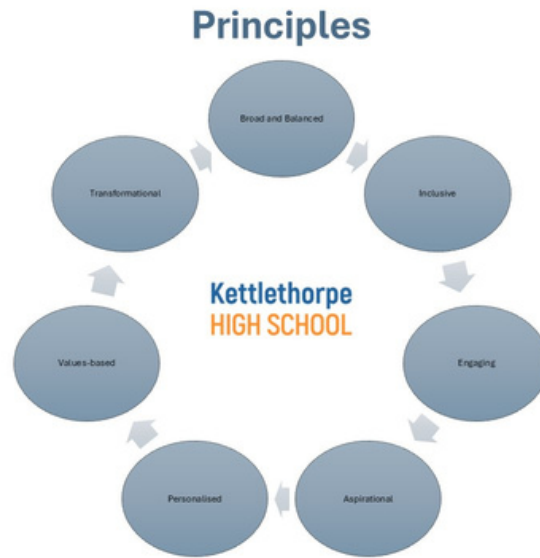 Principles
Broad and Balanced
Inclusive
Engaging
Aspirational
Personalised
Values-based
Transformational
Kettlethorpe
HIGH SCHOOL